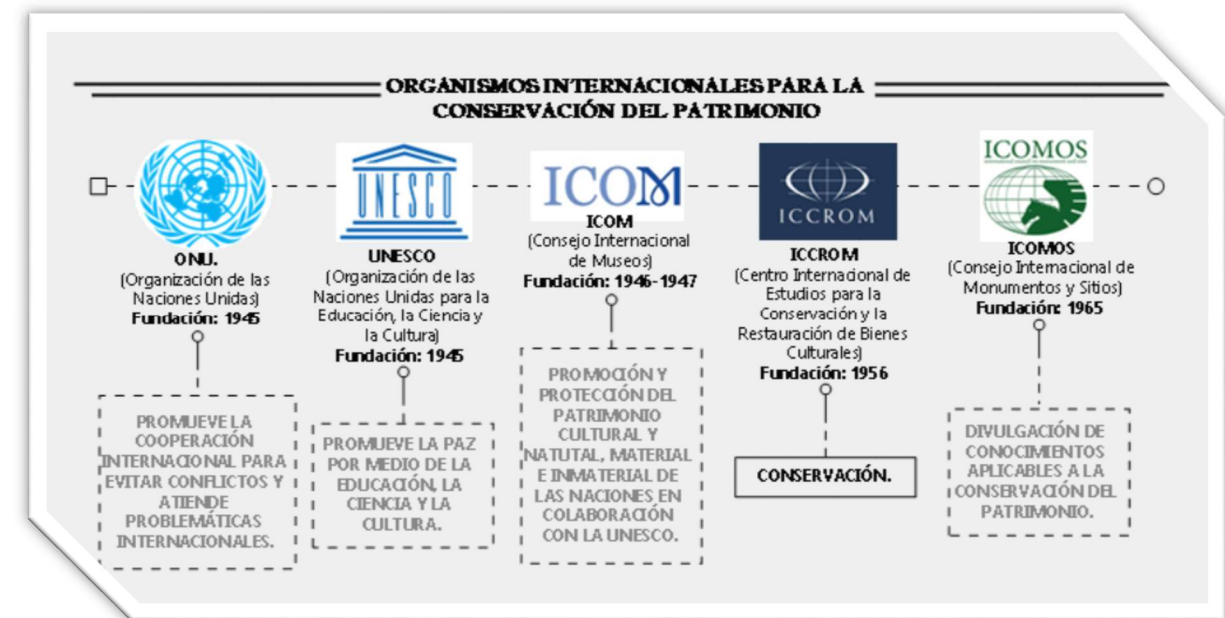 ORGANISMOS INTERNACIONALES PARA LA
CONSERVACIÓN DEL PATRIMONIO
ONU.
(Organización de las
Naciones Unidas)
Fundación: 1945
PROMUEVE LA
COOPERACIÓN
INTERNACIONAL PARA
EVITAR CONFLICTOS Y
ATIENDE
PROBLEMÁTICAS
INTERNACIONALES.
UNESCO
UNESCO
(Organización de las
Naciones Unidas para la
Educación, la Ciencia y
la Cultura)
Fundación: 1945
PROMUEVE LA PAZ
POR MEDIO DE LA
EDUCACIÓN, LA
CIENCIA Y LA
CULTURA.
ICOM
ICOM
(Consejo Internacional
de Museos)
Fundación: 1946-1947
PROMOCIÓN Y
PROTECCIÓN DEL
PATRIMONIO
CULTURAL Y
NATUTAL, MATERIAL
E INMATERIAL DE
LAS NACIONES EN
COLABORACIÓN
CON LA UNESCO.
ICCROM
ICCROM
(Centro Internacional de
Estudios para la
Conservación y la
Restauración de Bienes
Culturales)
Fundación: 1956
CONSERVACIÓN.
ICOMOS
ICOMOS
(Consejo Internacional de
Monumentos y Sitios)
Fundación: 1965
DIVULGACIÓN DE
CONOCIMIENTOS
APLICABLES A LA
CONSERVACIÓN DEL
PATRIMONIO.